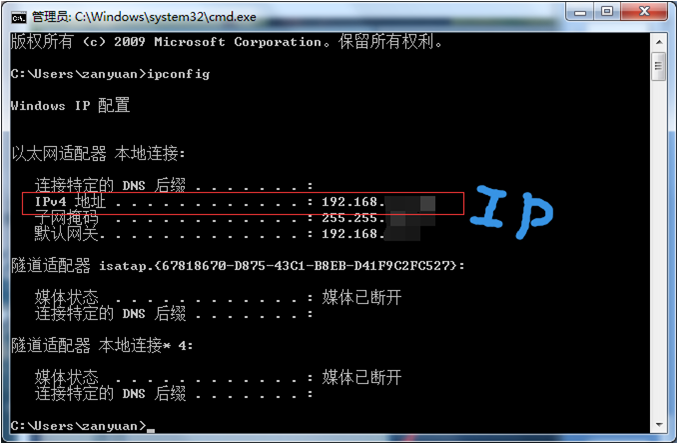 管理员: C:\Windows\system32\cmd.exe
版权所有 (c) 2009 Microsoft Corporation。保留所有权利。
C:\Users\zanyuan>ipconfig
Windows IP 配置
以太网适配器 本地连接:
连接特定的 DNS 后缀 . . . . . . . :
IPv4 地址 . . . . . . . . . . . . : 192.168.
子网掩码 . . . . . . . . . . . . : 255.255.
默认网关. . . . . . . . . . . . . : 192.168.
Ip
隧道适配器 isatap.{67818670-D875-43C1-B8EB-D41F9C2FC527}:
媒体状态 . . . . . . . . . . . . : 媒体已断开
连接特定的 DNS 后缀 . . . . . . . :
隧道适配器 本地连接* 4:
媒体状态 . . . . . . . . . . . . : 媒体已断开
连接特定的 DNS 后缀 . . . . . . . :
C:\Users\zanyuan>_